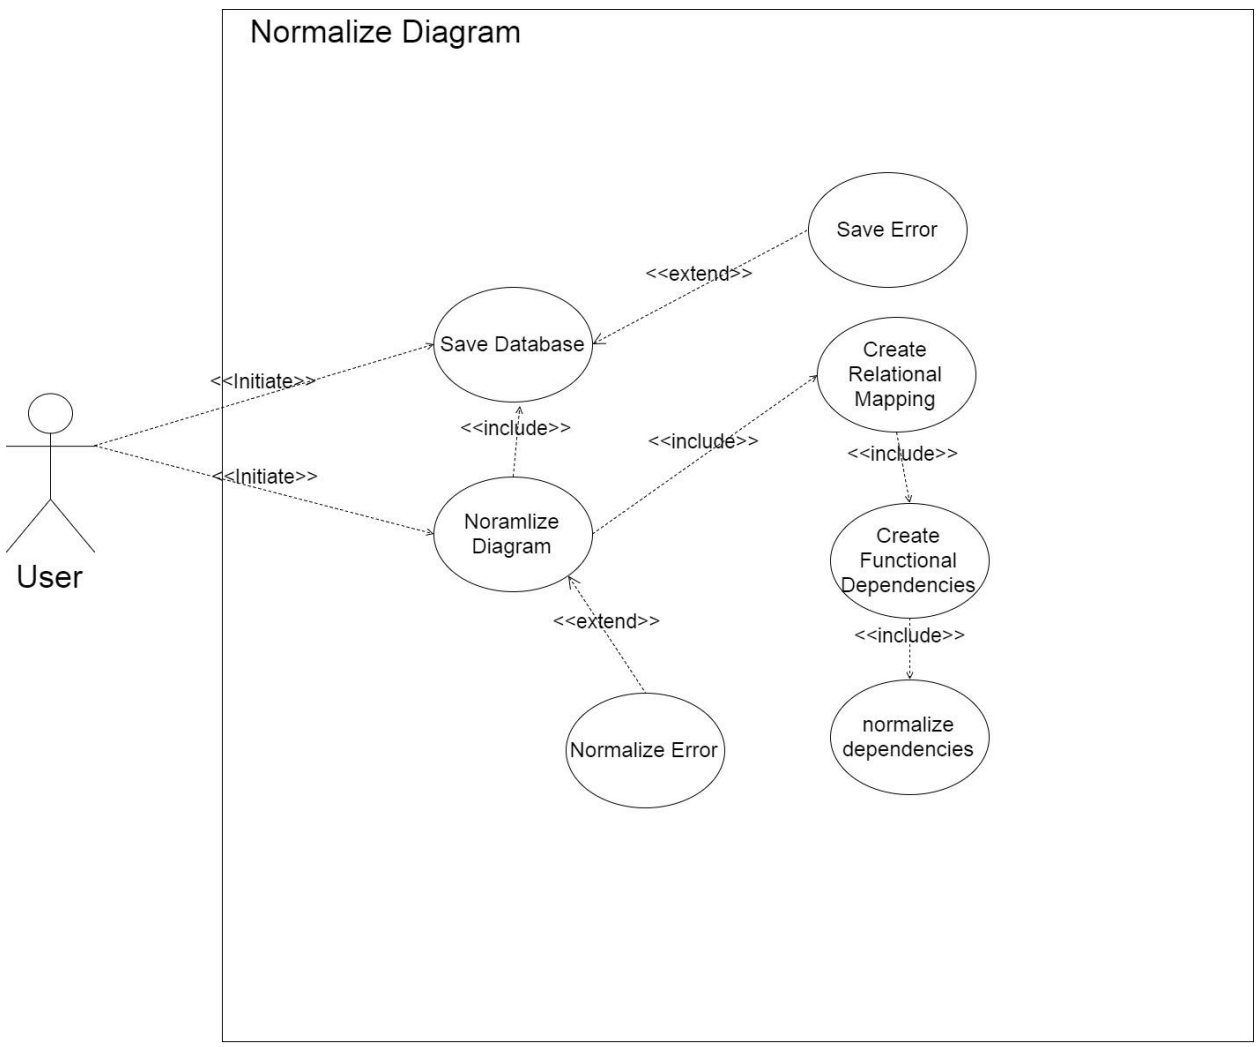 Normalize Diagram
Save Error
<<extend>>
Save Database
Create
Relational
Mapping
<<Initiate>>
<<include>>
<<include>>
<<include>>
<<Initiate>>
Noramlize
Diagram
Create
Functional
Dependencies
User
<<extend>>
<<include>>
normalize
dependencies
Normalize Error